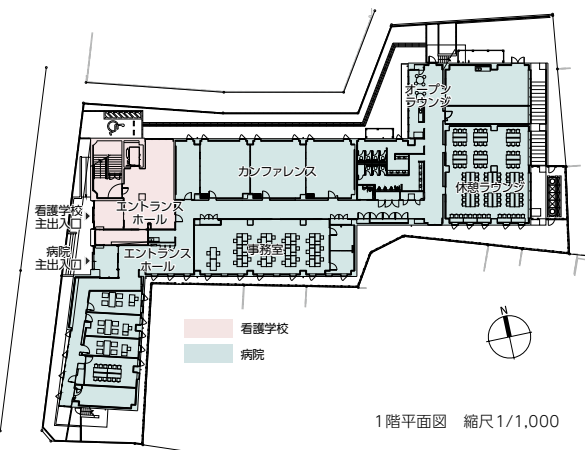 オープン
ラウンジ
カンファレンス
休憩ラウンジ
看護学校
主出入口
エントランス
ホール
病院
主出入口
エントランス
ホール
事務室
看護学校
病院
N
1階平面図 縮尺1/1,000